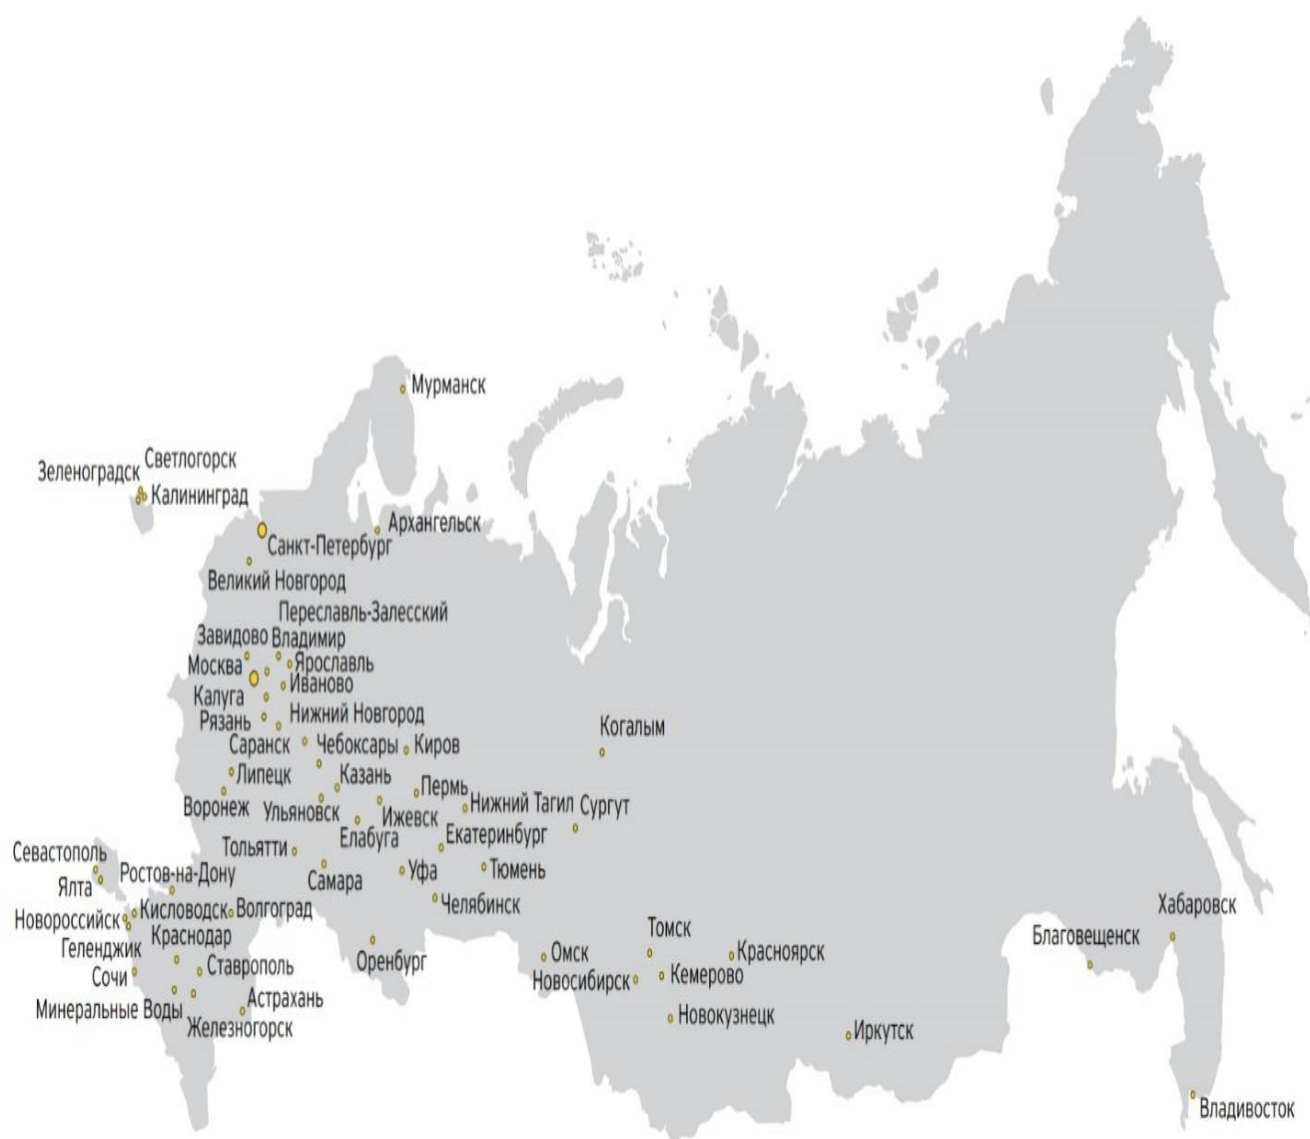 Мурманск
Светлогорск
Зеленоградск
Калининград
Архангельск
Санкт-Петербург
Великий Новгород
Переславль-Залесский
Завидово
Владимир
Москва
Ярославль
Иваново
Калуга
Рязань
Нижний Новгород
Когалым
Саранск
Чебоксары
Киров
Липецк
Казань
Пермь
Воронеж
Ульяновск
Ижевск
Нижний Тагил
Сургут
Елабуга
Екатеринбург
Тольятти
Севастополь
Ростов-на-Дону
Уфа
Тюмень
Ялта
Самара
Челябинск
Хабаровск
Новороссийск
Кисловодск
Волгоград
Томск
Благовещенск
Геленджик
Краснодар
Оренбург
Омск
Красноярск
Сочи
Ставрополь
Новосибирск
Кемерово
Минеральные Воды
Астрахань
Железногорск
Новокузнецк
Иркутск
Владивосток